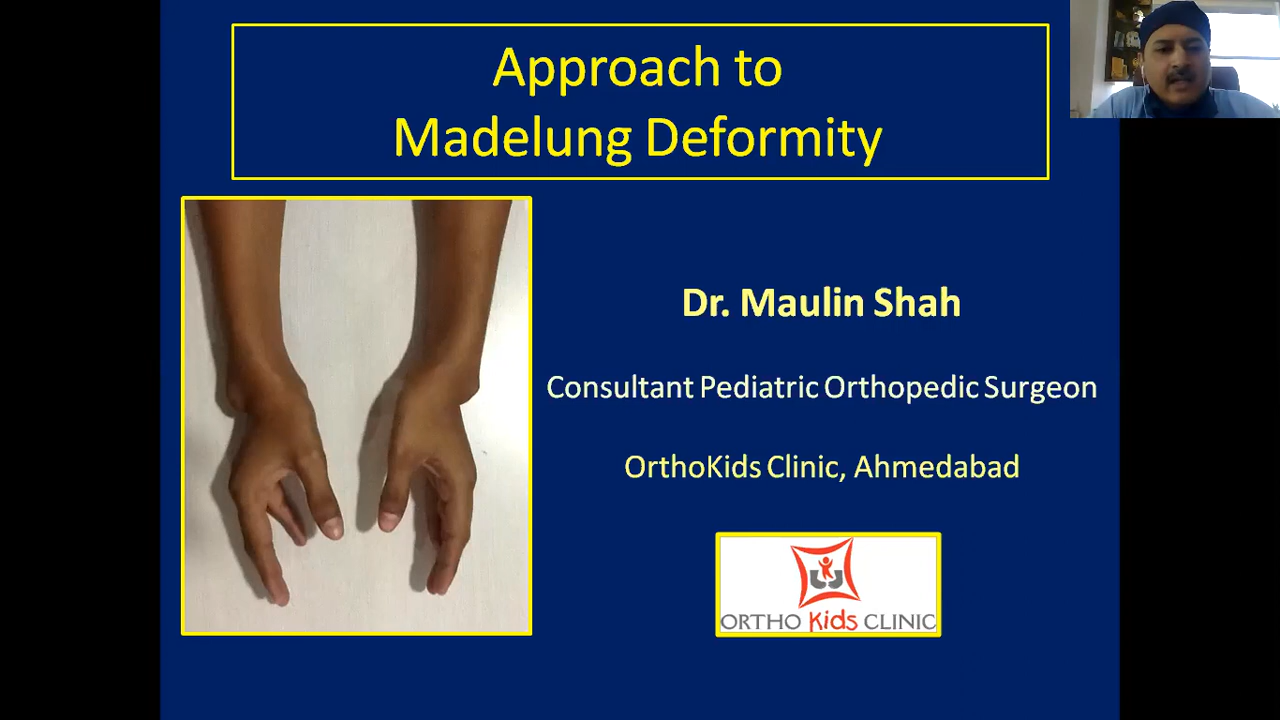 Approach to
Madelung Deformity
Dr. Maulin Shah
Consultant Pediatric Orthopedic Surgeon
OrthoKids Clinic, Ahmedabad
ORTHO Kids CLINIC